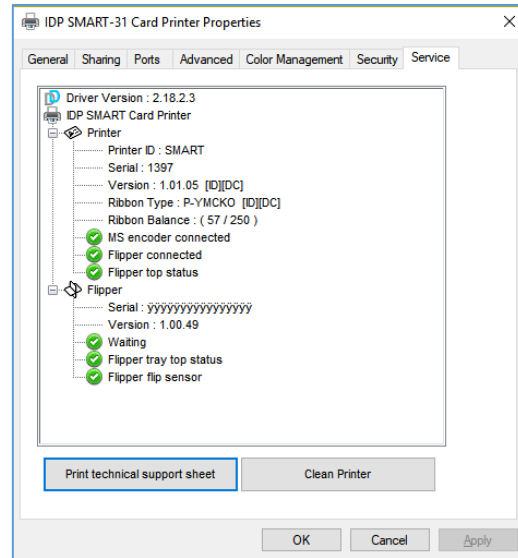 IDP SMART-31 Card Printer Properties
General Sharing Ports Advanced Color Management Security Service
Driver Version : 2.18.2.3
IDP SMART Card Printer
Printer
Printer ID : SMART
Serial : 1397
Version : 1.01.05 [ID][DC]
Ribbon Type : P-YMCKO [ID][DC]
Ribbon Balance : ( 57 / 250 )
MS encoder connected
Flipper connected
Flipper top status
Flipper
Serial : ÿÿÿÿÿÿÿÿÿÿÿÿÿÿÿÿ
Version : 1.00.49
Waiting
Flipper tray top status
Flipper flip sensor
Print technical support sheet Clean Printer
OK Cancel Apply